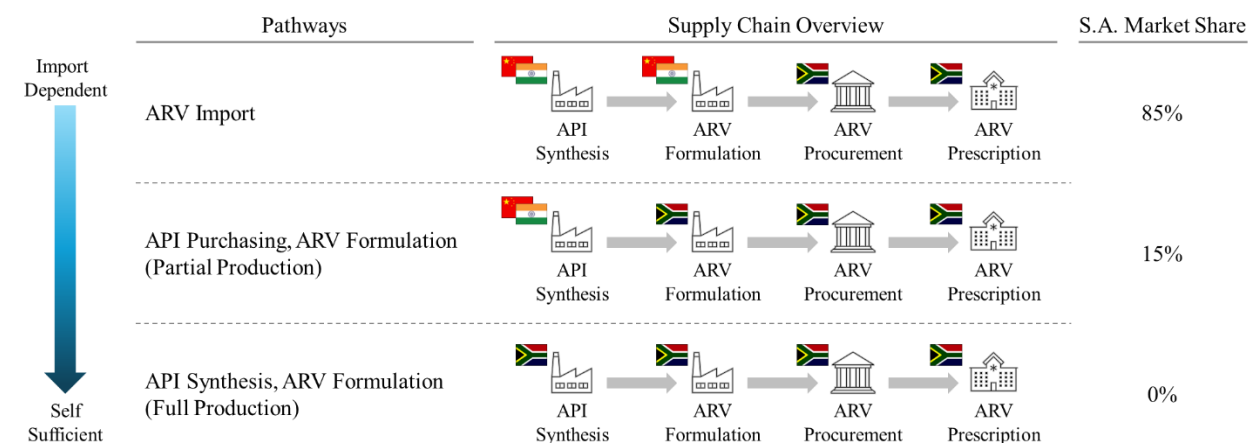 Pathways
Supply Chain Overview
S.A. Market Share
Import
Dependent
ARV Import
API
Synthesis
ARV
Formulation
ARV
Procurement
ARV
Prescription
85%
API Purchasing, ARV Formulation
(Partial Production)
API
Synthesis
ARV
Formulation
ARV
Procurement
ARV
Prescription
15%
API Synthesis, ARV Formulation
(Full Production)
API
Synthesis
ARV
Formulation
ARV
Procurement
ARV
Prescription
0%
Self
Sufficient